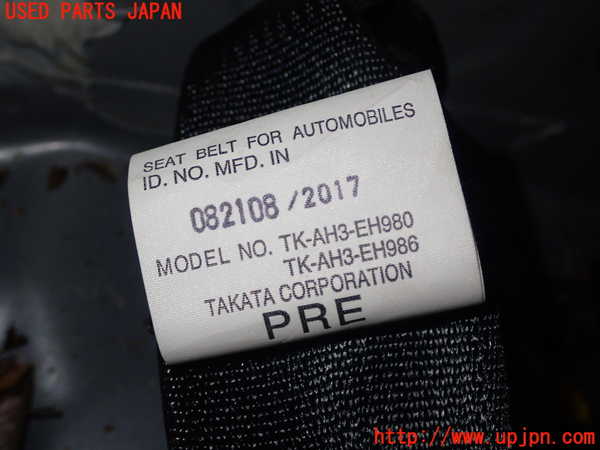 USED PARTS JAPAN
SEAT BELT FOR AUTOMOBILES
ID. NO. MFD. IN
082108 / 2017
MODEL NO. TK-AH3-EH980
TK-AH3-EH986
TAKATA CORPORATION
PRE
http://www.upjpn.com/